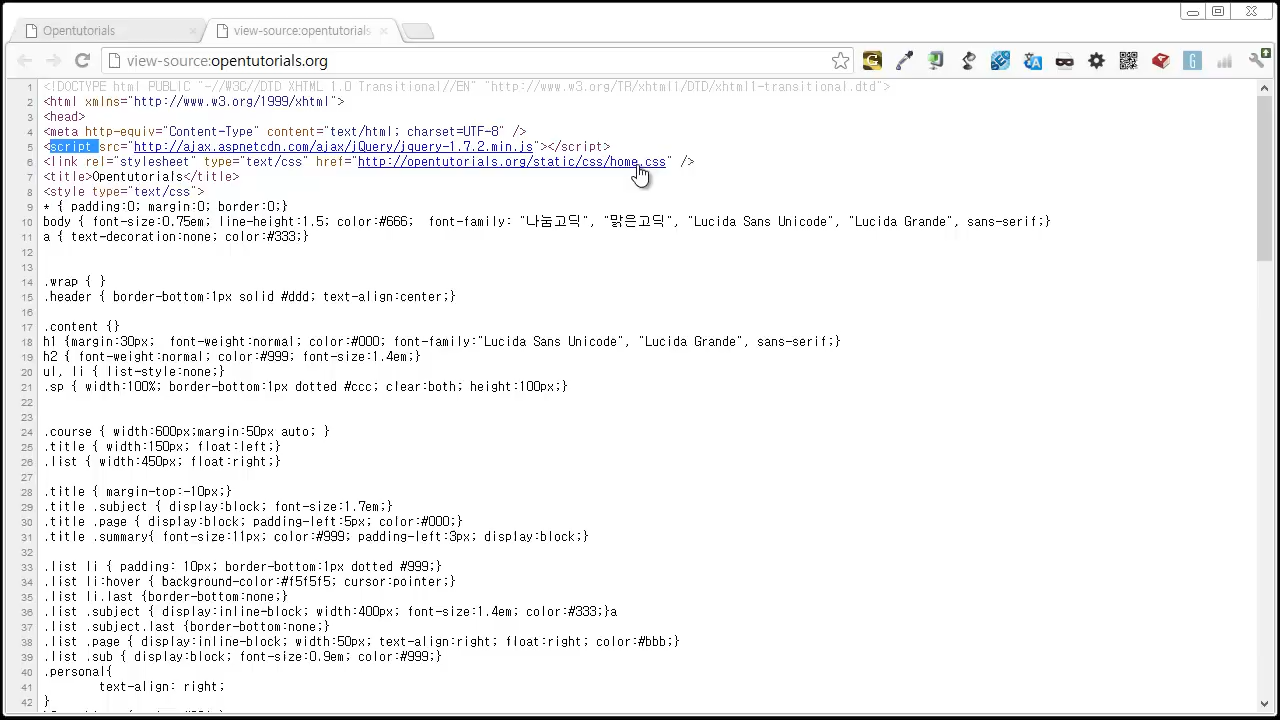 Opentutorials
view-source:opentutorials
view-source:opentutorials.org
1 <!DOCTYPE html PUBLIC "-//W3C//DTD XHTML 1.0 Transitional//EN" "http://www.w3.org/TR/xhtml1/DTD/xhtml1-transitional.dtd">
2 <html xmlns="http://www.w3.org/1999/xhtml">
3 <head>
4 <meta http-equiv="Content-Type" content="text/html; charset=UTF-8" />
5 <script src="http://ajax.aspnetcdn.com/ajax/jQuery/jquery-1.7.2.min.js"></script>
6 <link rel="stylesheet" type="text/css" href="http://opentutorials.org/static/css/home.css" />
7 <title>Opentutorials</title>
8 <style type="text/css">
9 * { padding:0; margin:0; border:0;}
10 body { font-size:0.75em; line-height:1.5; color:#666;  font-family: "나눔고딕", "맑은고딕", "Lucida Sans Unicode", "Lucida Grande", sans-serif;}
11 a { text-decoration:none; color:#333;}
12
13
14 .wrap { }
15 .header { border-bottom:1px solid #ddd; text-align:center;}
16
17 .content {}
18 h1 {margin:30px;  font-weight:normal; color:#000; font-family:"Lucida Sans Unicode", "Lucida Grande", sans-serif;}
19 h2 { font-weight:normal; color:#999; font-size:1.4em;}
20 ul, li { list-style:none;}
21 .sp { width:100%; border-bottom:1px dotted #ccc; clear:both; height:100px;}
22
23
24 .course { width:600px;margin:50px auto; }
25 .title { width:150px; float:left;}
26 .list { width:450px; float:right;}
27
28 .title { margin-top:-10px;}
29 .title .subject { display:block; font-size:1.7em;}
30 .title .page { display:block; padding-left:5px; color:#000;}
31 .title .summary{ font-size:11px; color:#999; padding-left:3px; display:block;}
32
33 .list li { padding: 10px; border-bottom:1px dotted #999;}
34 .list li:hover { background-color:#f5f5f5; cursor:pointer;}
35 .list li.last {border-bottom:none;}
36 .list .subject { display:inline-block; width:400px; font-size:1.4em; color:#333;}a
37 .list .subject.last {border-bottom:none;}
38 .list .page { display:inline-block; width:50px; text-align:right; float:right; color:#bbb;}
39 .list .sub { display:block; font-size:0.9em; color:#999;}
40 .personal{
41 text-align: right;
42 }